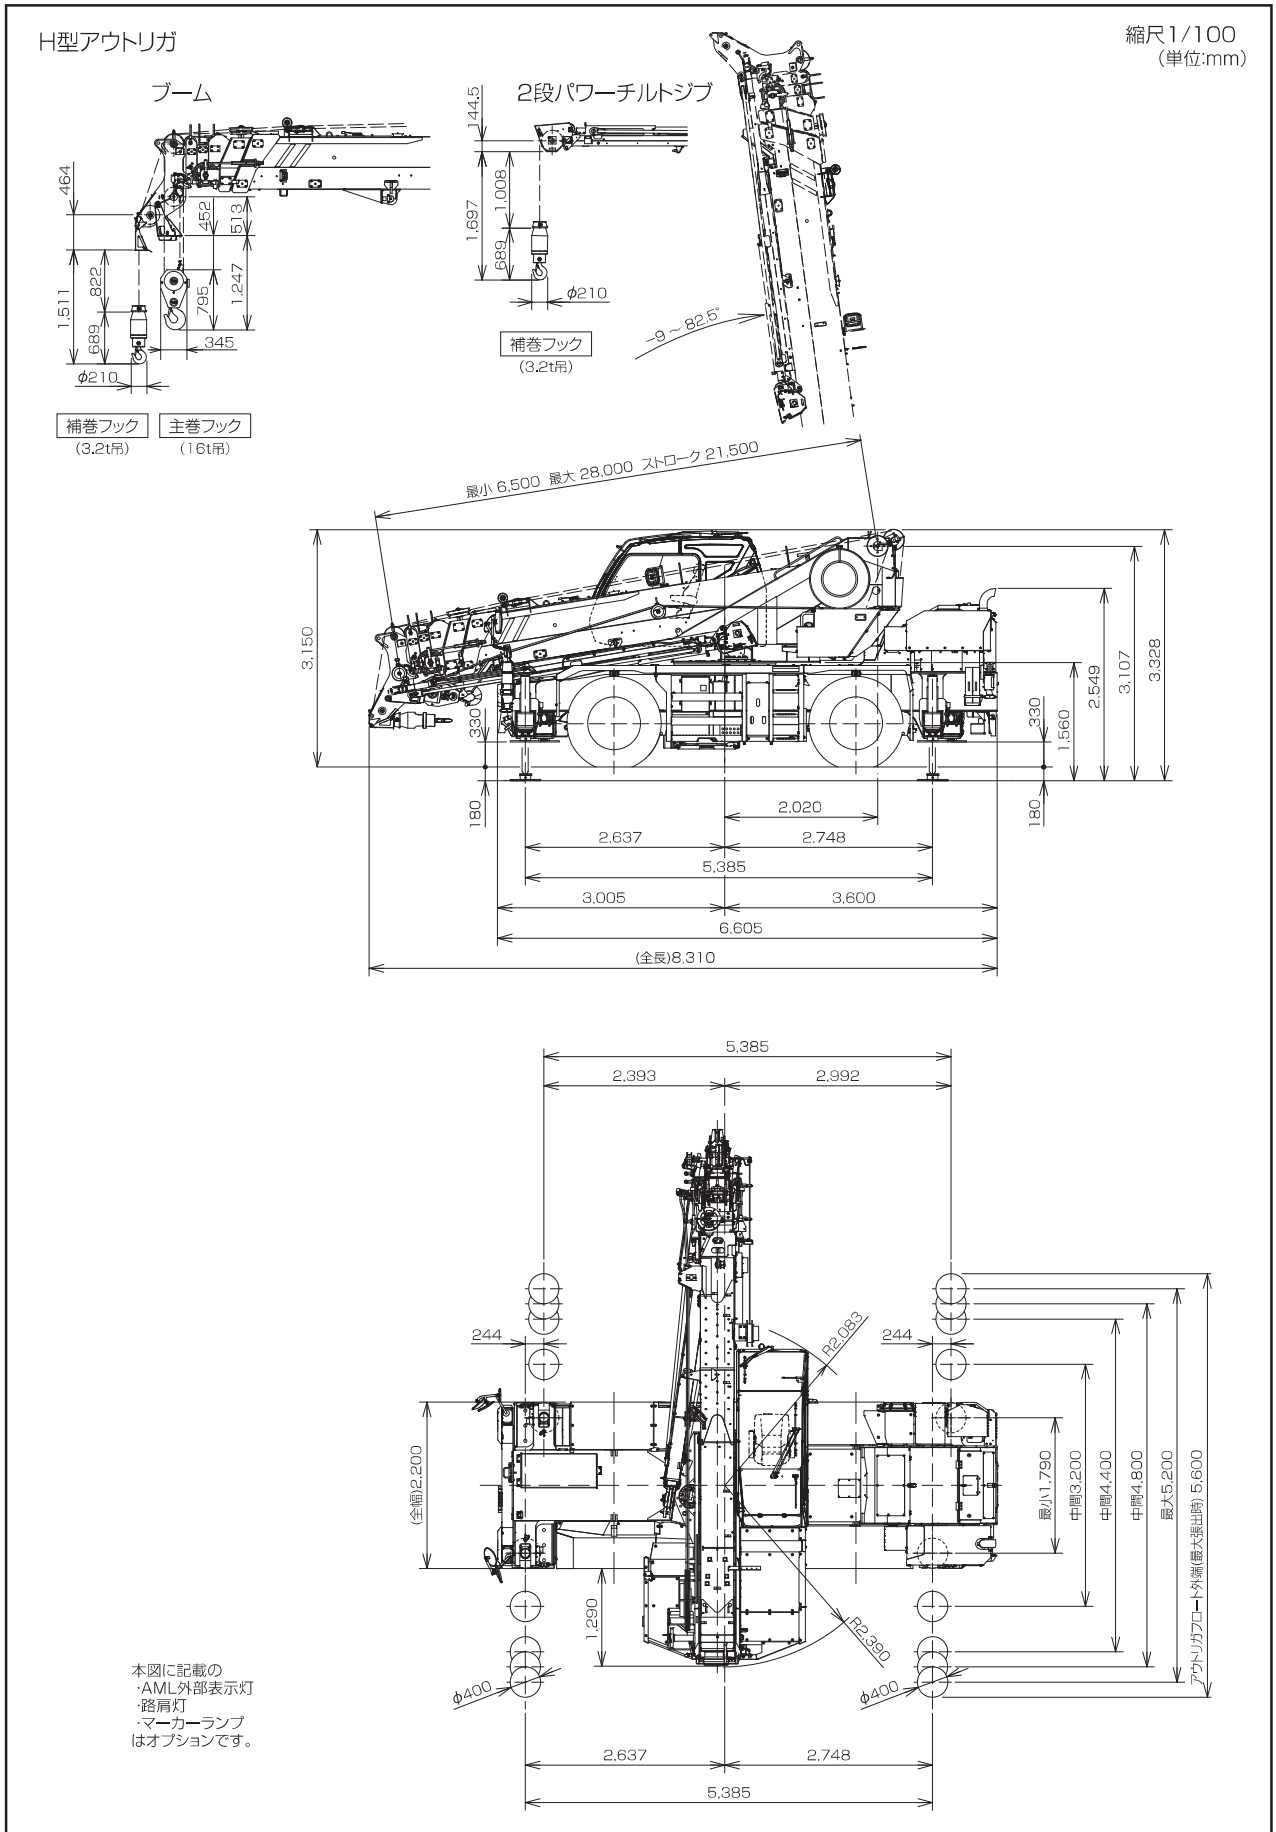 H型アウトリガ
縮尺1/100
(単位:mm)
ブーム
2段パワーチルトジブ
144.5
464
452
513
1,697
1,008
689
1,511
822
689
795
1,247
345
φ210
φ210
-9 ~ 82.5°
補巻フック
(3.2t吊)
補巻フック
(3.2t吊)
主巻フック
(16t吊)
最小 6,500 最大 28,000 ストローク 21,500
3,150
330
180
1,560
2,549
3,107
3,328
330
180
2,020
2,637
2,748
5,385
3,005
3,600
6,605
(全長)8,310
5,385
2,393
2,992
244
244
R2,083
(全幅)2,200
最小1,790
中間3,200
中間4,400
中間4,800
最大5,200
アウトリガフロート外端(最大張出時) 5,600
1,290
R2,390
φ400
φ400
本図に記載の
・AML外部表示灯
・路肩灯
・マーカーランプ
はオプションです。
2,637
2,748
5,385